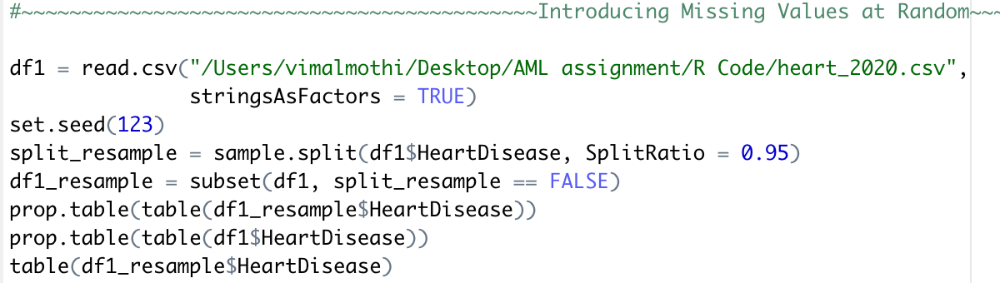 #~~~~~~~~~~~~~~~~~~~~~~~~~~~~~~~~~~~~~~~~~~~Introducing Missing Values at Random~~~
df1 = read.csv("/Users/vimalmothi/Desktop/AML assignment/R Code/heart_2020.csv",
stringsAsFactors = TRUE)
set.seed(123)
split_resample = sample.split(df1$HeartDisease, SplitRatio = 0.95)
df1_resample = subset(df1, split_resample == FALSE)
prop.table(table(df1_resample$HeartDisease))
prop.table(table(df1$HeartDisease))
table(df1_resample$HeartDisease)